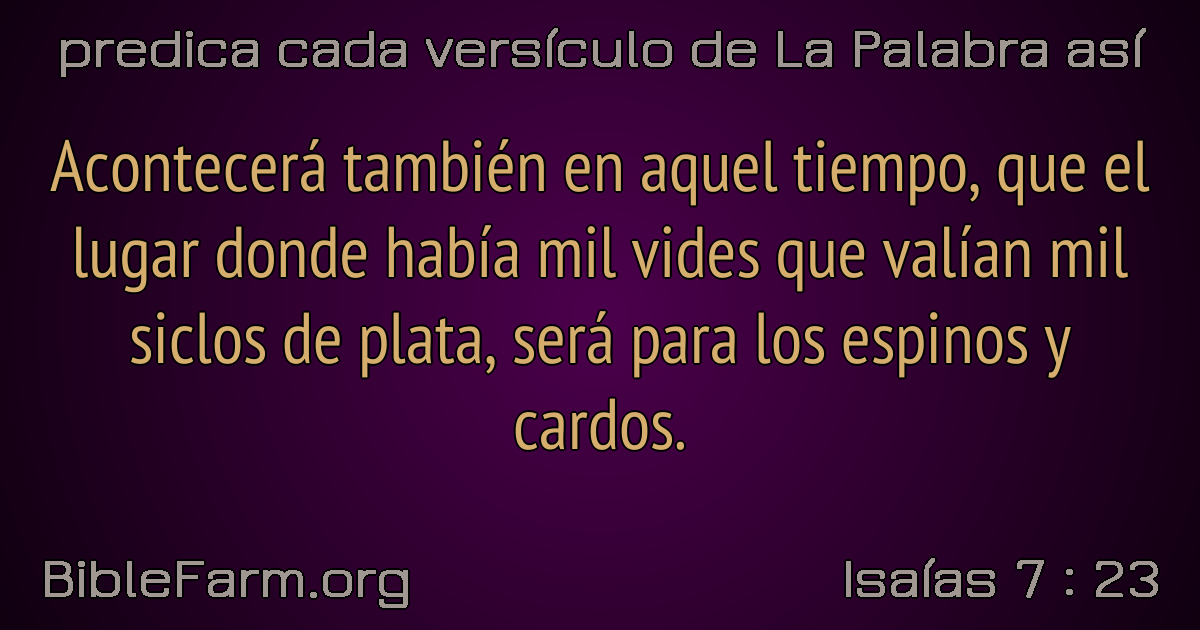 predica cada versículo de La Palabra así
Acontecerá también en aquel tiempo, que el
lugar donde había mil vides que valían mil
siclos de plata, será para los espinos y
cardos.
BibleFarm.org
Isaías 7 : 23